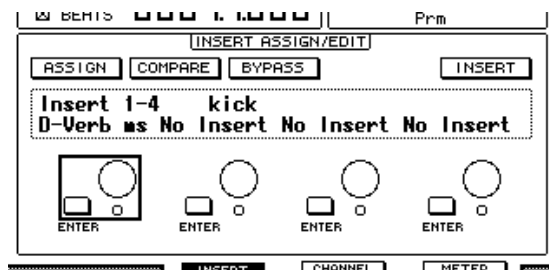 BEATS Prm
INSERT ASSIGN/EDIT
ASSIGN COMPARE BYPASS INSERT
Insert 1-4 kick
D-Verb ms No Insert No Insert No Insert
ENTER ENTER ENTER ENTER
INSERT CHANNEL METER